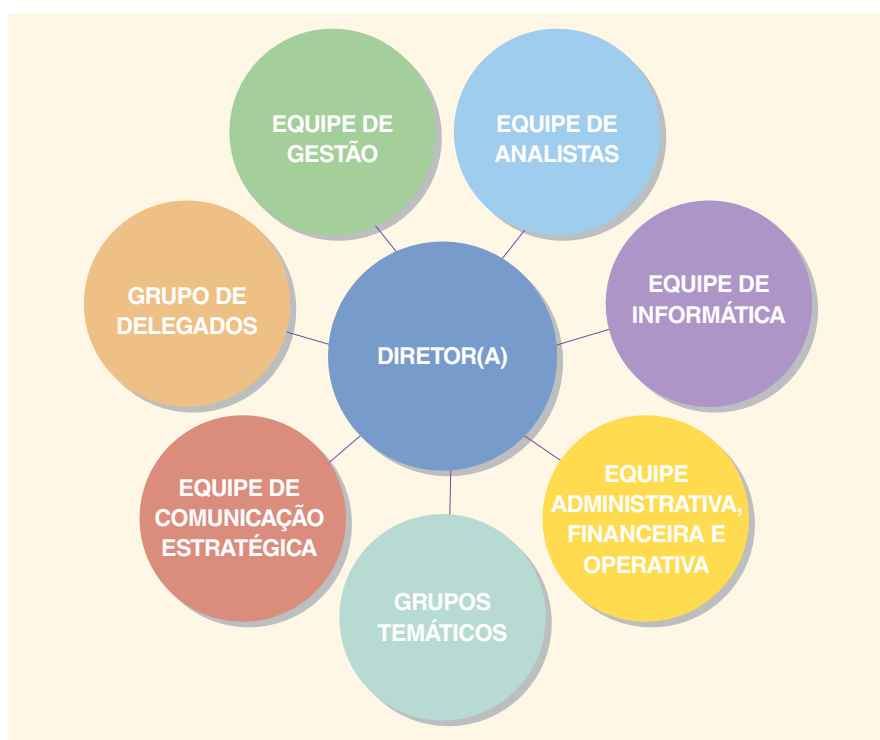 EQUIPE DE
GESTÃO
EQUIPE DE
ANALISTAS
GRUPO DE
DELEGADOS
EQUIPE DE
INFORMÁTICA
DIRETOR(A)
EQUIPE DE
COMUNICAÇÃO
ESTRATÉGICA
EQUIPE
ADMINISTRATIVA,
FINANCEIRA E
OPERATIVA
GRUPOS
TEMÁTICOS